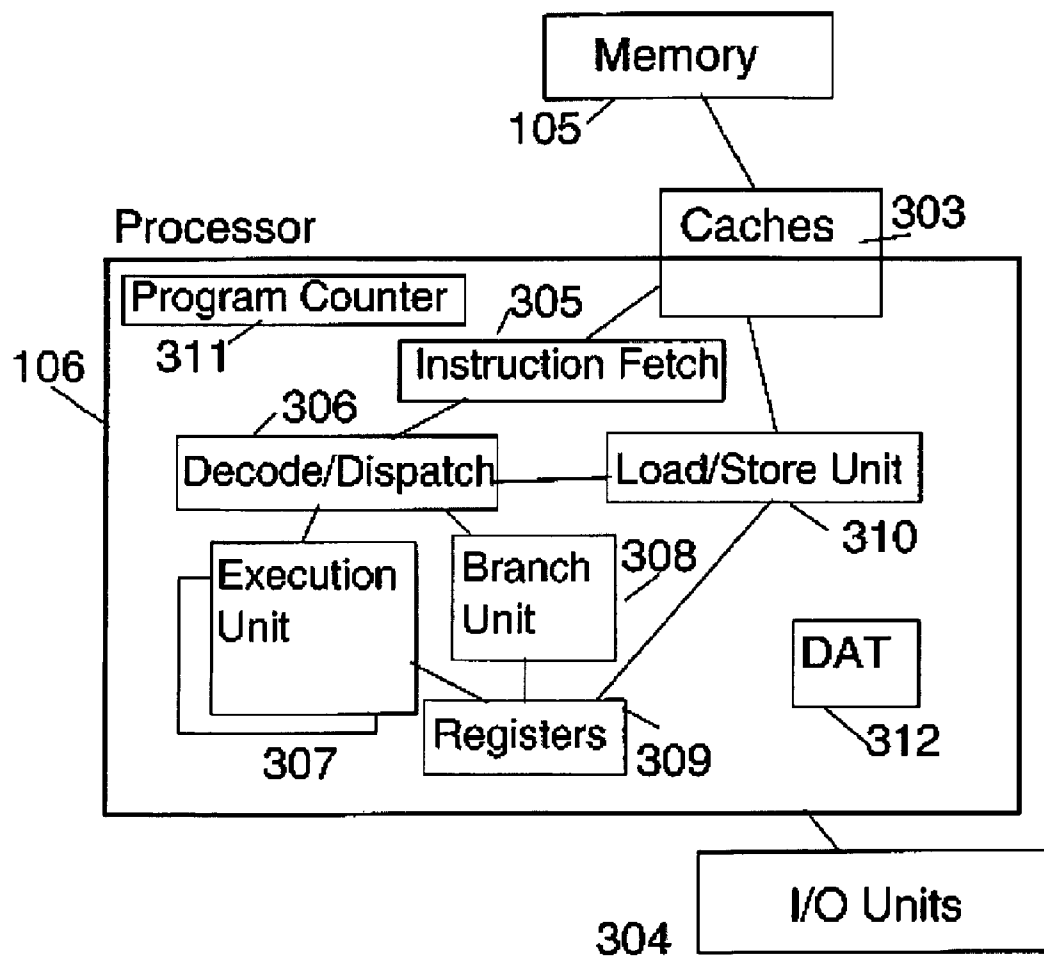 Memory
105
Caches
303
Processor
Program Counter
311
305
Instruction Fetch
106
306
Decode/Dispatch
Load/Store Unit
310
Execution
Unit
307
Branch
Unit
308
DAT
312
Registers
309
I/O Units
304